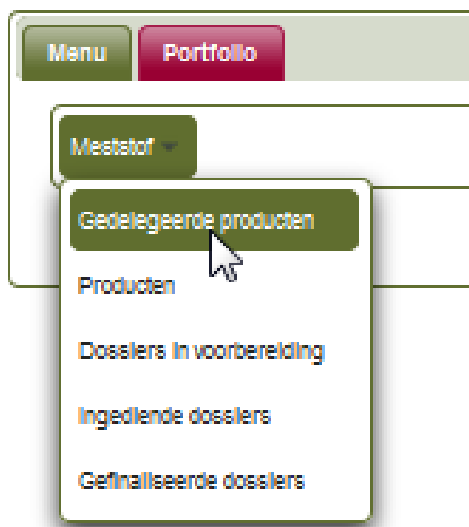 Menu Portfolio
Meststof
Gedelegeerde producten
Producten
Dossiers in voorbereiding
Ingediende dossiers
Gefinaliseerde dossiers